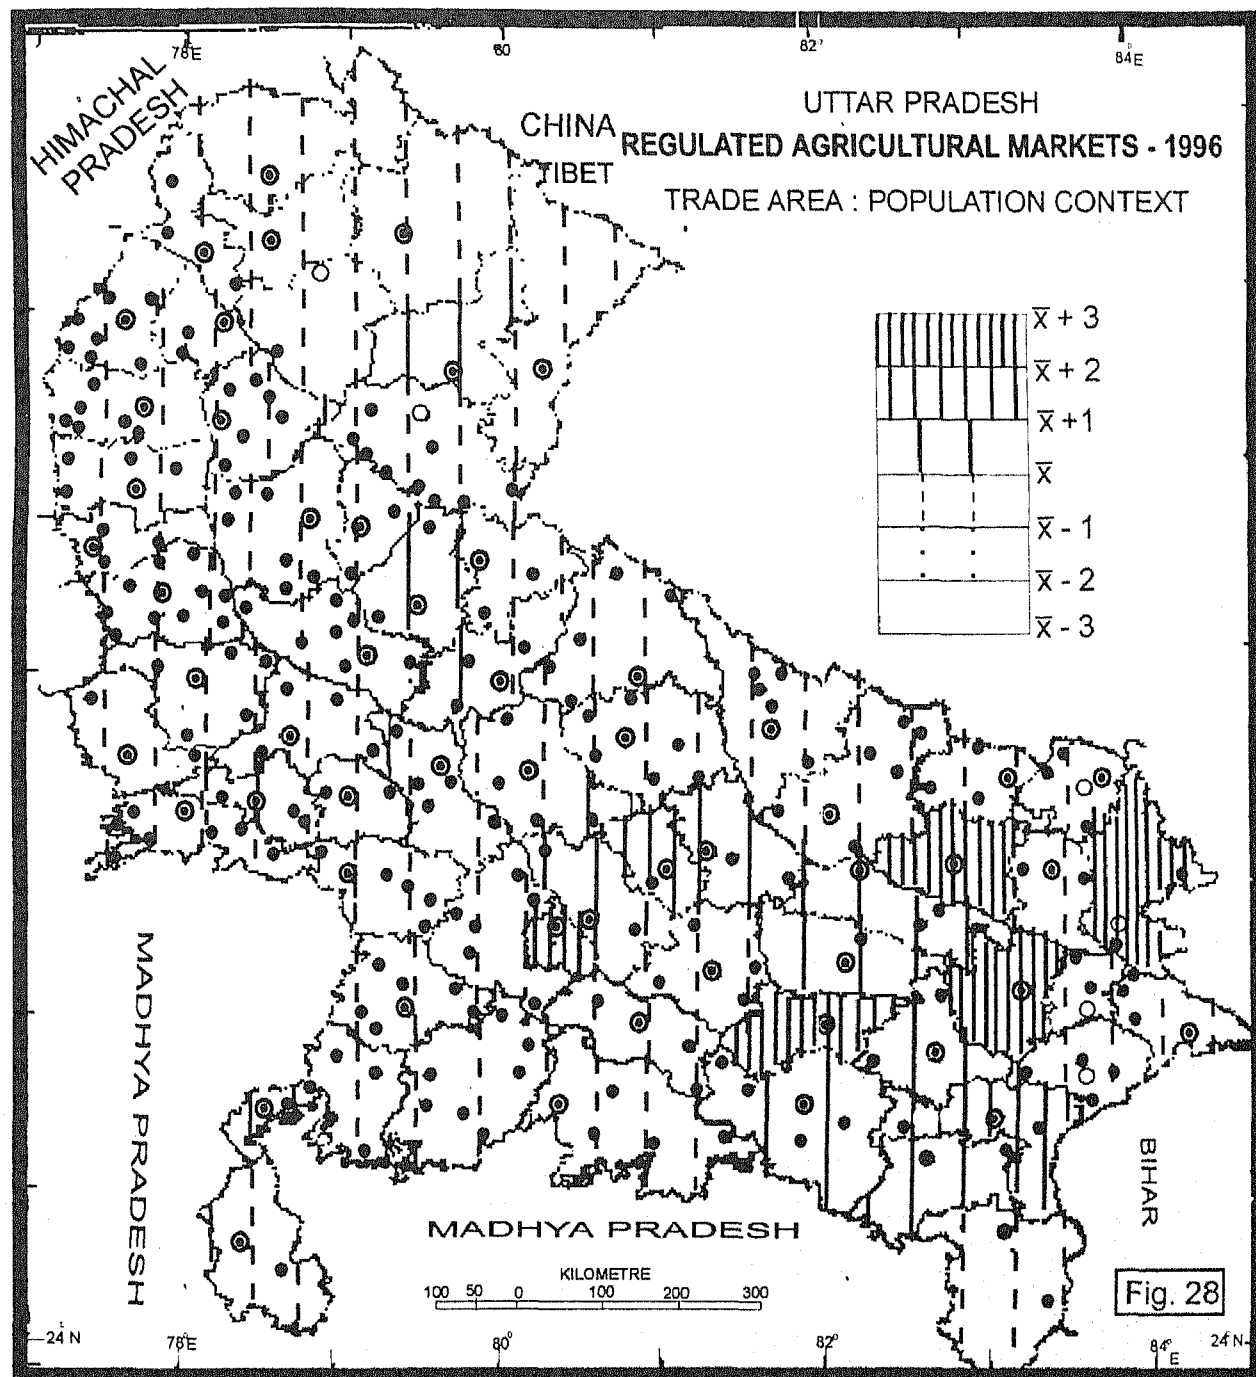 78°E
80
82°
84°E
HIMACHAL
PRADESH
CHINA
TIBET
UTTAR PRADESH
REGULATED AGRICULTURAL MARKETS - 1996
TRADE AREA : POPULATION CONTEXT
x̄ + 3
x̄ + 2
x̄ +1
x̄
x̄ - 1
x̄ - 2
x̄ - 3
MADHYA PRADESH
MADHYA PRADESH
BIHAR
KILOMETRE
100 50 0 100 200 300
Fig. 28
24 N
78°E
80°
82°
84°E
24°N